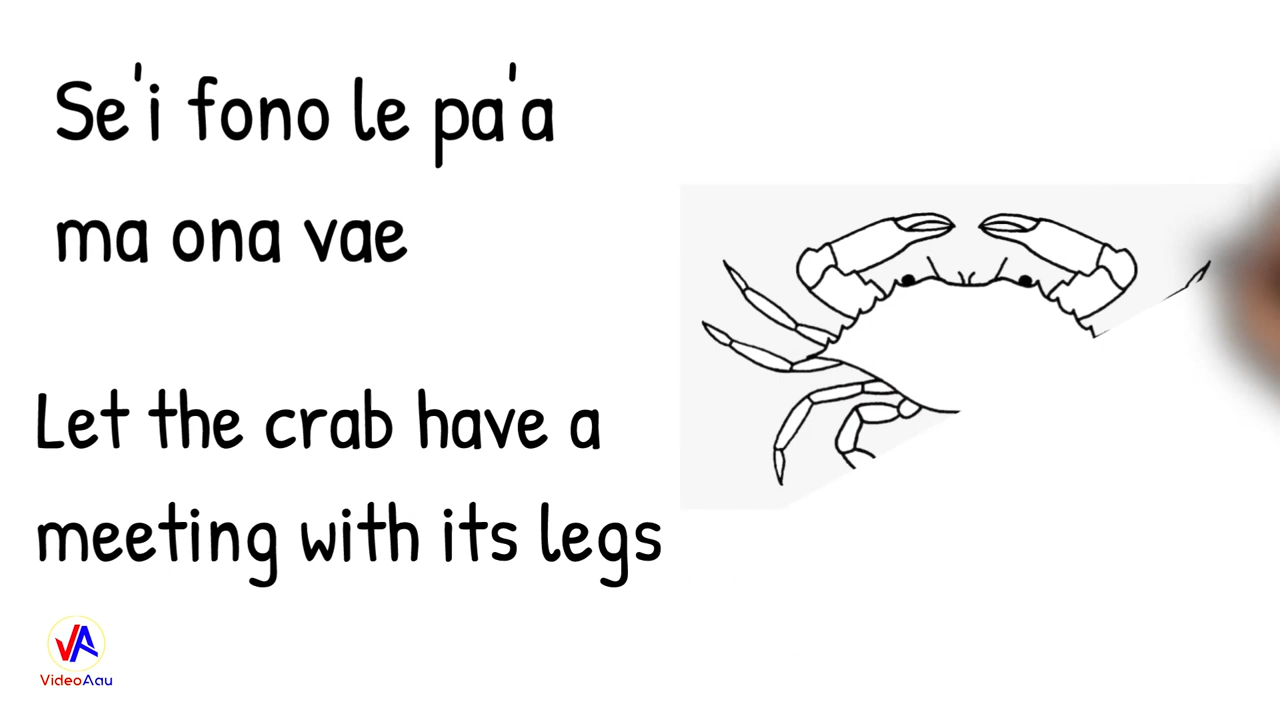 Se'i fono le pa'a
ma ona vae
Let the crab have a
meeting with its legs
VA
VideoAau